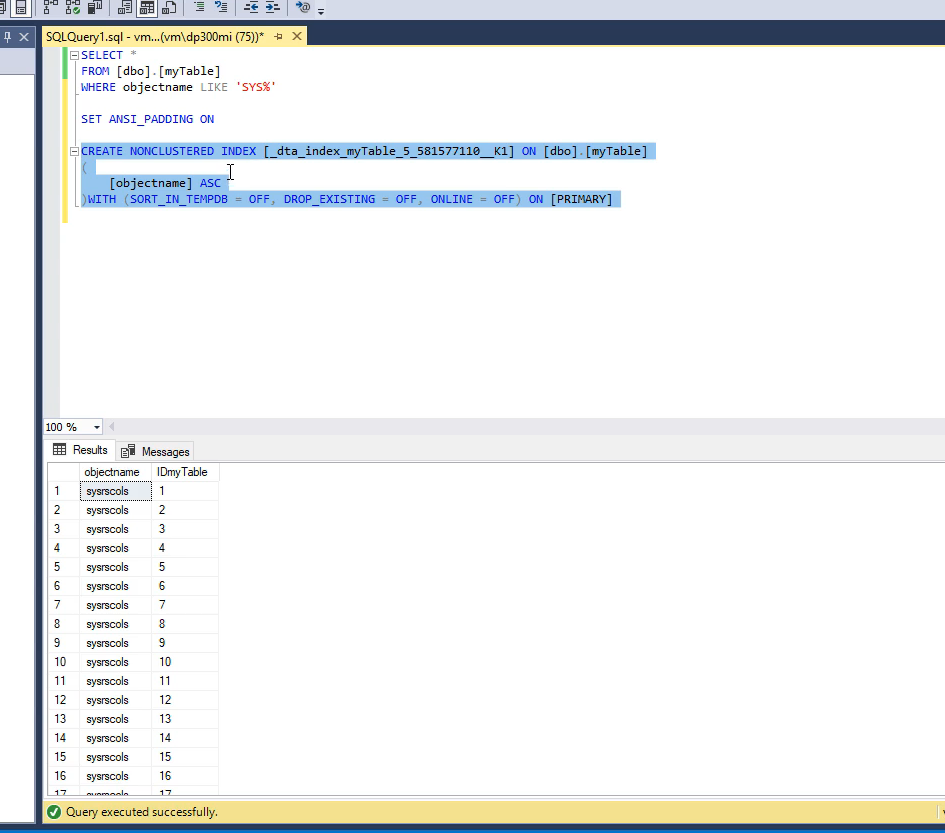 SQLQuery1.sql - vm...(vm\dp300mi (75))*
SELECT *
FROM [dbo].[myTable]
WHERE objectname LIKE 'SYS%'
SET ANSI_PADDING ON
CREATE NONCLUSTERED INDEX [_dta_index_myTable_5_581577110__K1] ON [dbo].[myTable]
(
[objectname] ASC
)WITH (SORT_IN_TEMPDB = OFF, DROP_EXISTING = OFF, ONLINE = OFF) ON [PRIMARY]
100 %
Results Messages
objectname IDmyTable
1 sysrscols 1
2 sysrscols 2
3 sysrscols 3
4 sysrscols 4
5 sysrscols 5
6 sysrscols 6
7 sysrscols 7
8 sysrscols 8
9 sysrscols 9
10 sysrscols 10
11 sysrscols 11
12 sysrscols 12
13 sysrscols 13
14 sysrscols 14
15 sysrscols 15
16 sysrscols 16
17 sysrscols 17
Query executed successfully.